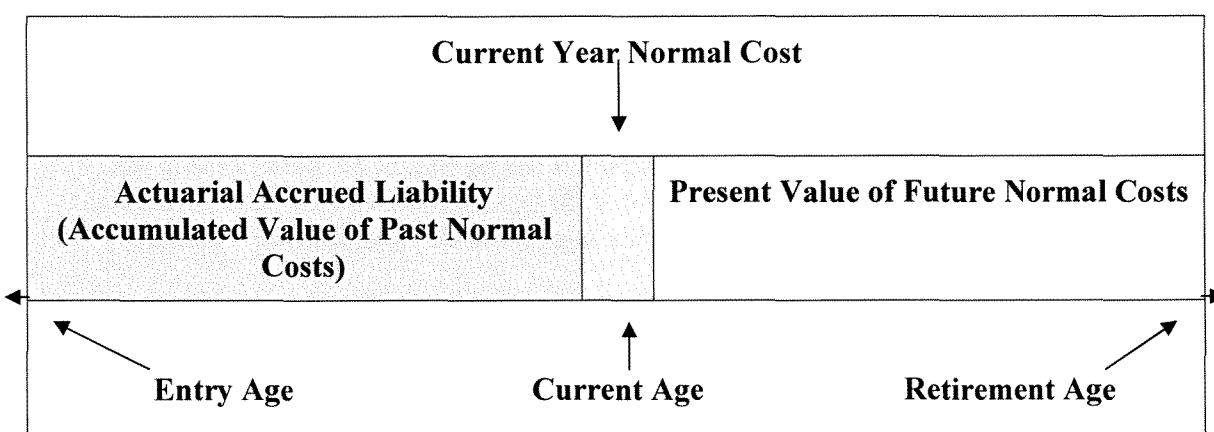 Current Year Normal Cost
Actuarial Accrued Liability
(Accumulated Value of Past Normal
Costs)
Present Value of Future Normal Costs
Entry Age
Current Age
Retirement Age